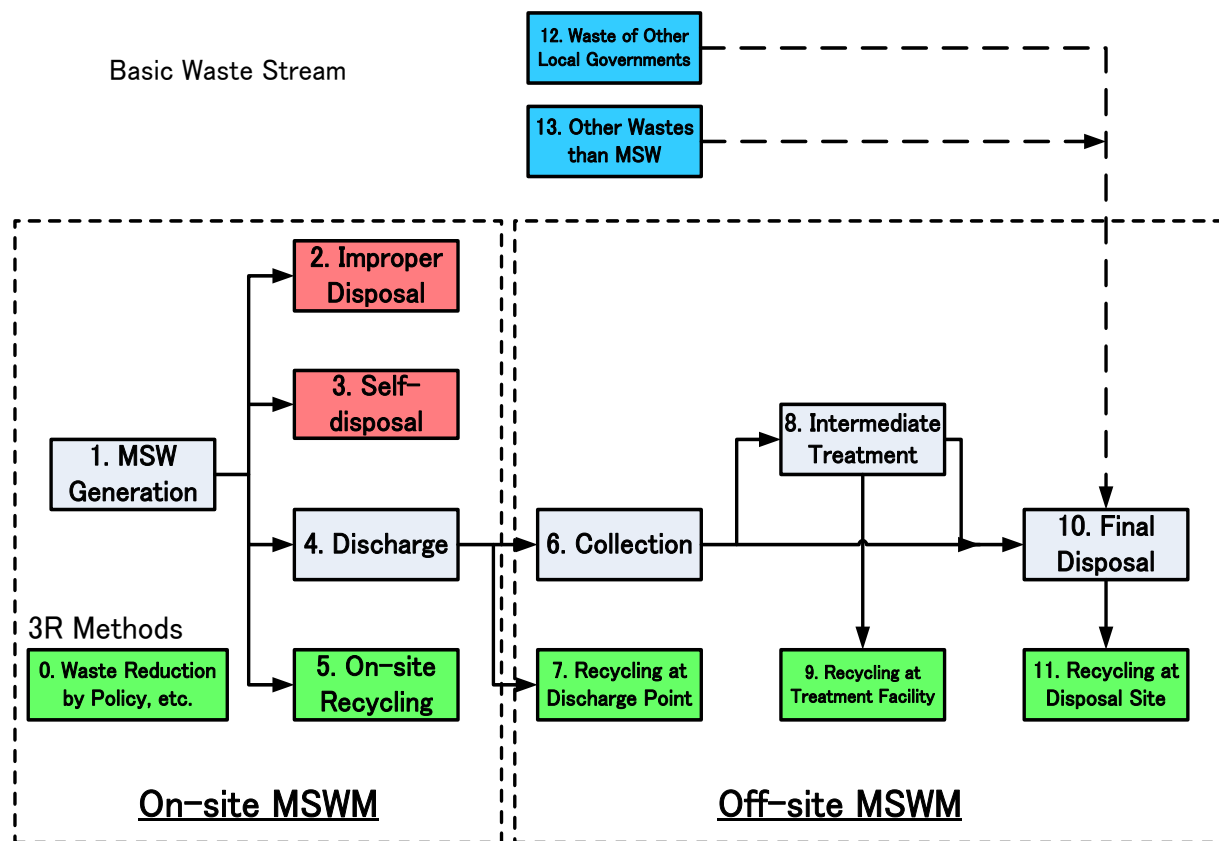 12. Waste of Other
Local Governments
Basic Waste Stream
13. Other Wastes
than MSW
2. Improper
Disposal
3. Self-
disposal
1. MSW
Generation
8. Intermediate
Treatment
4. Discharge
6. Collection
10. Final
Disposal
3R Methods
0. Waste Reduction
by Policy, etc.
5. On-site
Recycling
7. Recycling at
Discharge Point
9. Recycling at
Treatment Facility
11. Recycling at
Disposal Site
On-site MSWM
Off-site MSWM